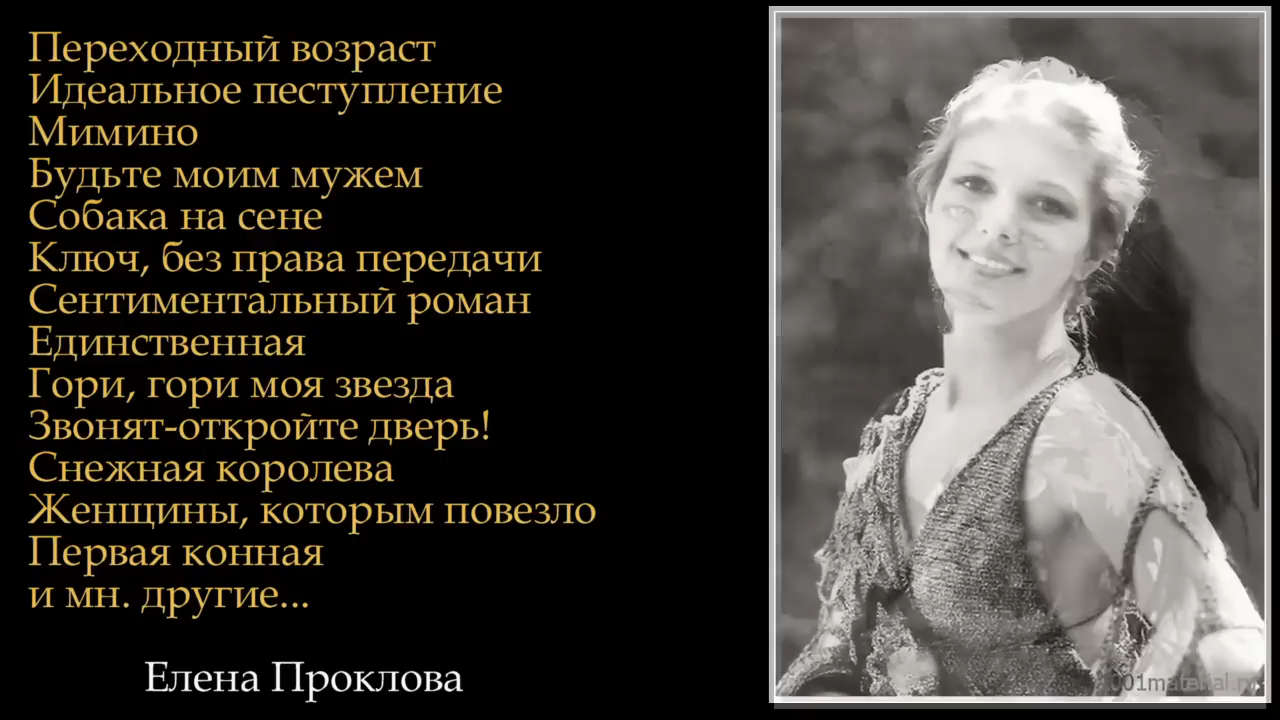 Переходный возраст
Идеальное пеступление
Мимино
Будьте моим мужем
Собака на сене
Ключ, без права передачи
Сентиментальный роман
Единственная
Гори, гори моя звезда
Звонят-откройте дверь!
Снежная королева
Женщины, которым повезло
Первая конная
и мн. другие...
Елена Проклова